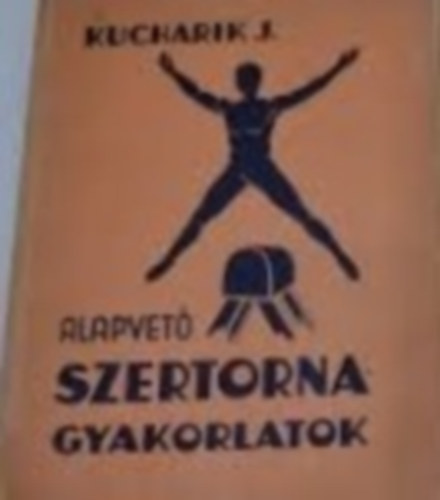 KUCHARIK J.
ALAPVETŐ
SZERTORNA
GYAKORLATOK